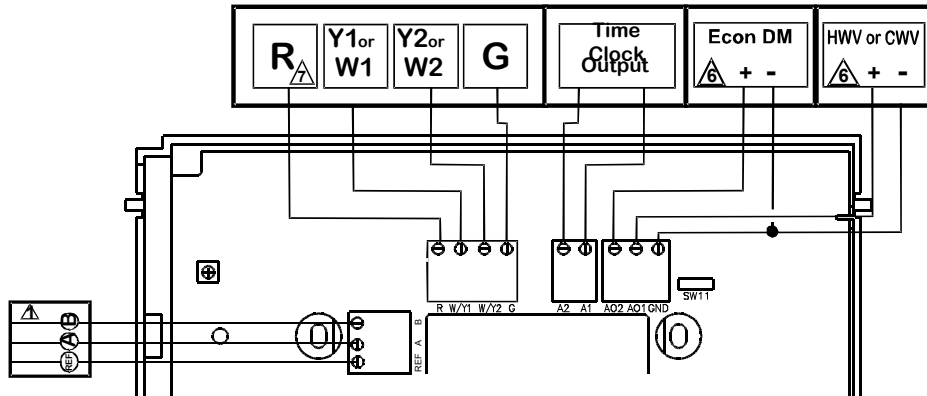 R 7
Y1or
W1
Y2or
W2
G
Time
Clock
Output
Econ DM
6 + -
HWV or CWV
6 + -
R W/Y1 W/Y2 G
A2 A1
AO2 AO1 GND
SW11
1
B
A
REF
B
A
REF